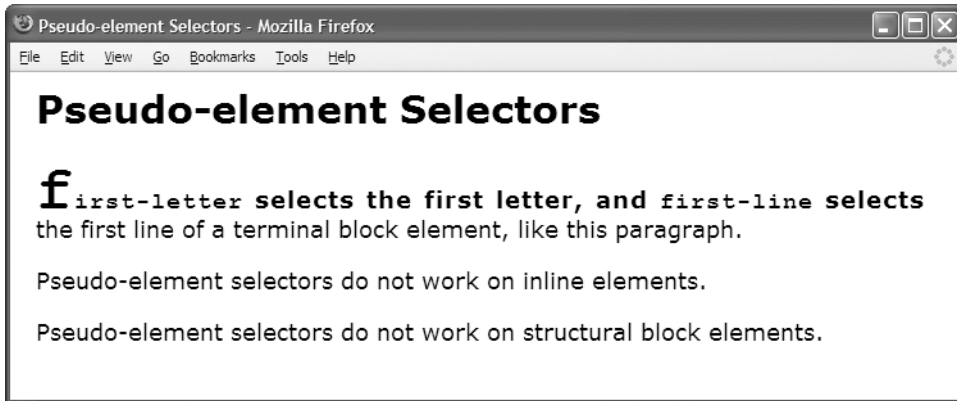 Pseudo-element Selectors - Mozilla Firefox
File Edit View Go Bookmarks Tools Help
Pseudo-element Selectors
first-letter selects the first letter, and first-line selects
the first line of a terminal block element, like this paragraph.
Pseudo-element selectors do not work on inline elements.
Pseudo-element selectors do not work on structural block elements.